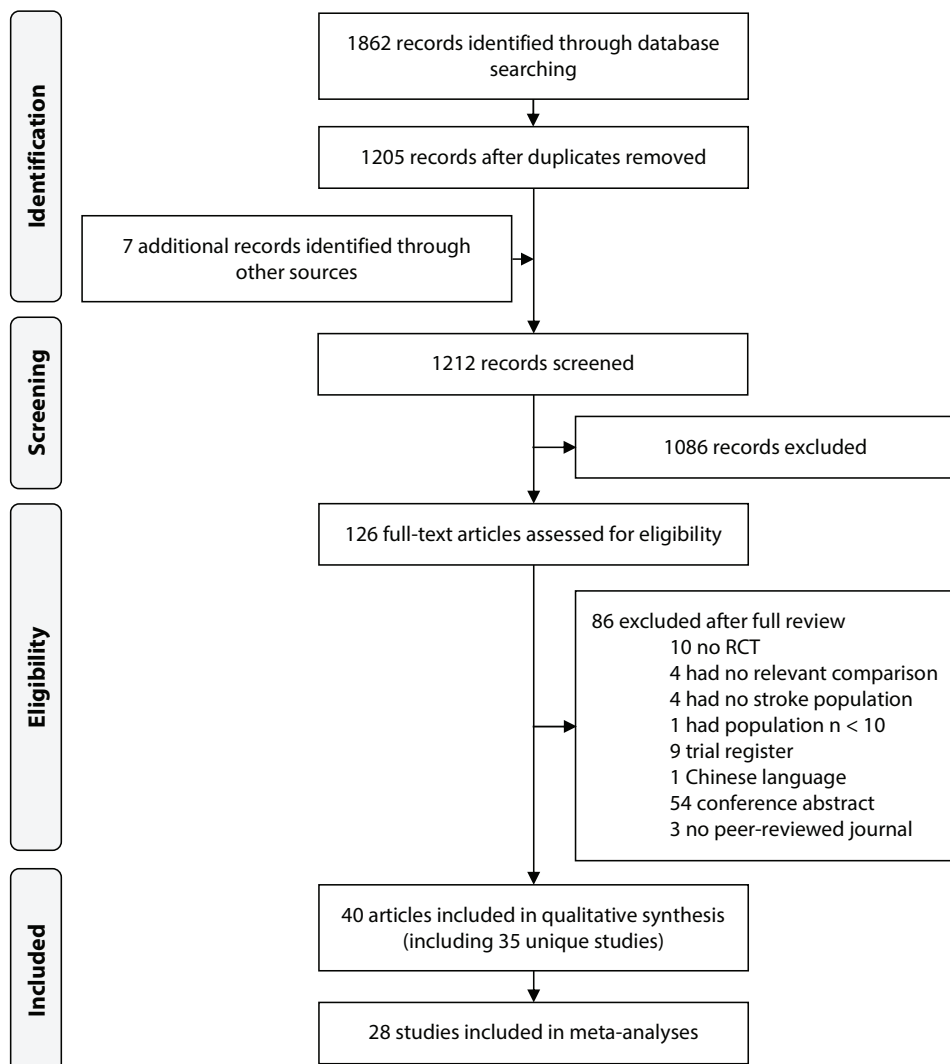 Identification
1862 records identified through database
searching
1205 records after duplicates removed
7 additional records identified through
other sources
Screening
1212 records screened
1086 records excluded
Eligibility
126 full-text articles assessed for eligibility
86 excluded after full review
10 no RCT
4 had no relevant comparison
4 had no stroke population
1 had population n < 10
9 trial register
1 Chinese language
54 conference abstract
3 no peer-reviewed journal
Included
40 articles included in qualitative synthesis
(including 35 unique studies)
28 studies included in meta-analyses